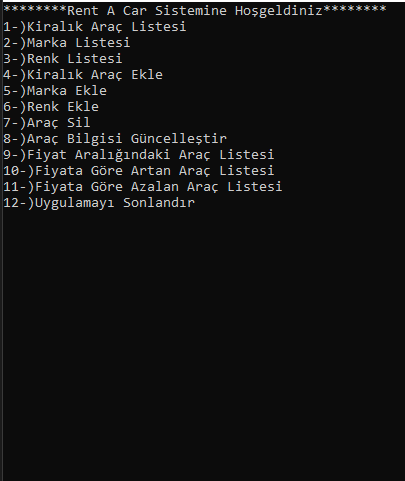 ********Rent A Car Sistemine Hoşgeldiniz********
1-)Kiralık Araç Listesi
2-)Marka Listesi
3-)Renk Listesi
4-)Kiralık Araç Ekle
5-)Marka Ekle
6-)Renk Ekle
7-)Araç Sil
8-)Araç Bilgisi Güncelleştir
9-)Fiyat Aralığındaki Araç Listesi
10-)Fiyata Göre Artan Araç Listesi
11-)Fiyata Göre Azalan Araç Listesi
12-)Uygulamayı Sonlandır